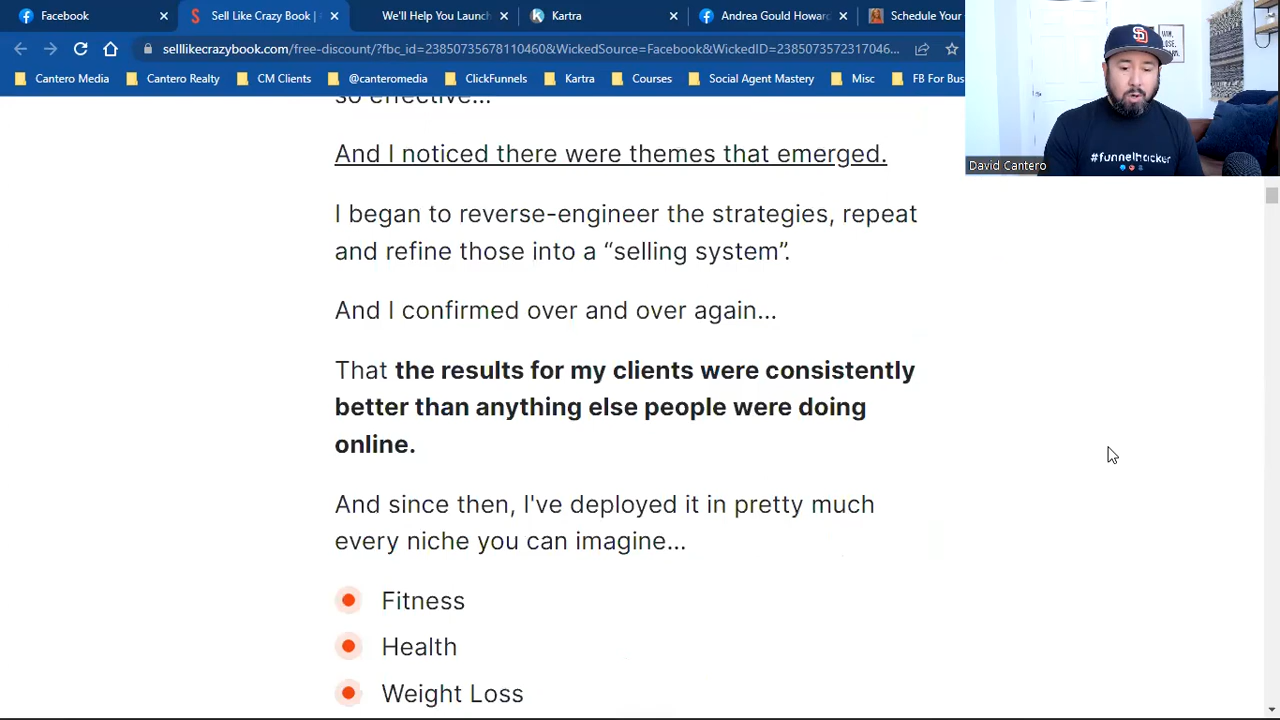 Facebook
Sell Like Crazy Book |
We'll Help You Launch
Kartra
Andrea Gould Howard
Schedule Your
selllikecrazybook.com/free-discount/?fbc_id=23850735678110460&WickedSource=Facebook&WickedID=2385073572317046...
Cantero Media
Cantero Realty
CM Clients
@canteromedia
ClickFunnels
Kartra
Courses
Social Agent Mastery
Misc
FB For Bus
so effective...
And I noticed there were themes that emerged.
I began to reverse-engineer the strategies, repeat
and refine those into a “selling system”.
And I confirmed over and over again...
That the results for my clients were consistently
better than anything else people were doing
online.
And since then, I've deployed it in pretty much
every niche you can imagine...
Fitness
Health
Weight Loss
David Cantero
#funnelhacker
WIN.
LOSE.